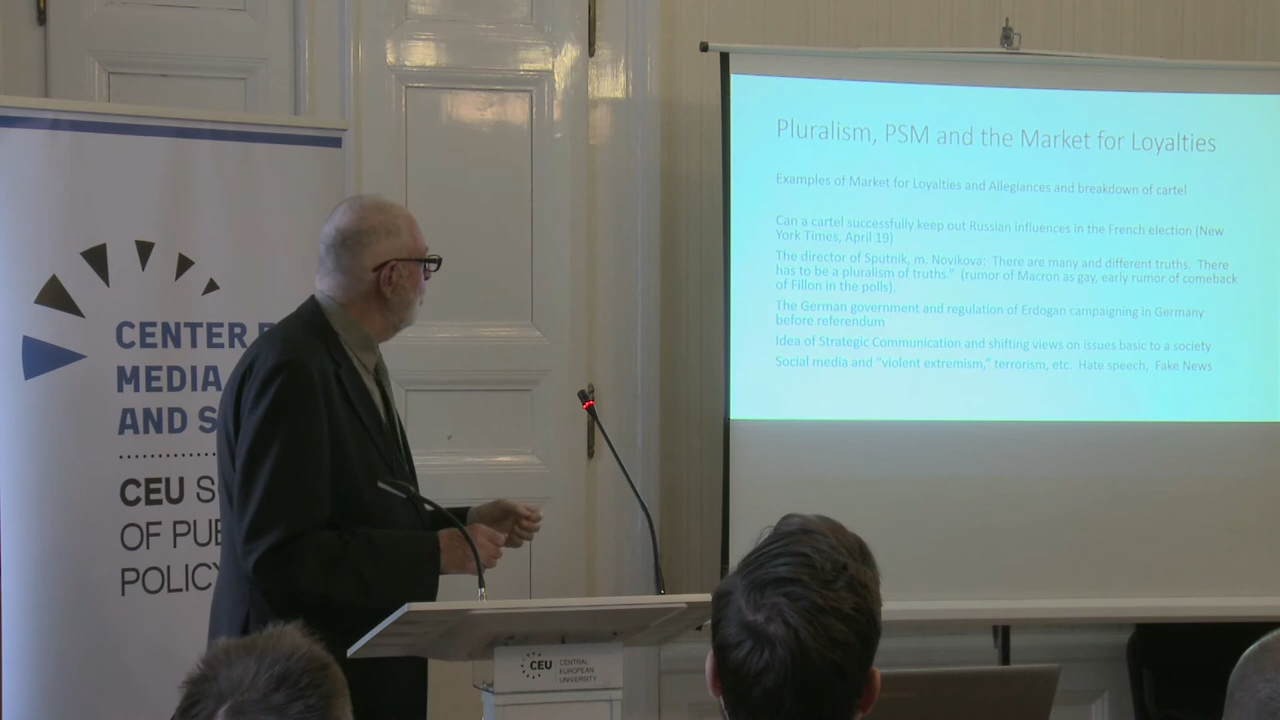 CENTER
MEDIA
AND S
CEU S
OF PUB
POLICY
CEU CENTRAL
EUROPEAN
UNIVERSITY
Pluralism, PSM and the Market for Loyalties
Examples of Market for Loyalties and Allegiances and breakdown of cartel
Can a cartel successfully keep out Russian influences in the French election (New
York Times, April 19)
The director of Sputnik, m. Novikova: There are many and different truths. There
has to be a pluralism of truths." (rumor of Macron as gay, early rumor of comeback
of Fillon in the polls).
The German government and regulation of Erdogan campaigning in Germany
before referendum
Idea of Strategic Communication and shifting views on issues basic to a society
Social media and "violent extremism," terrorism, etc. Hate speech, Fake News